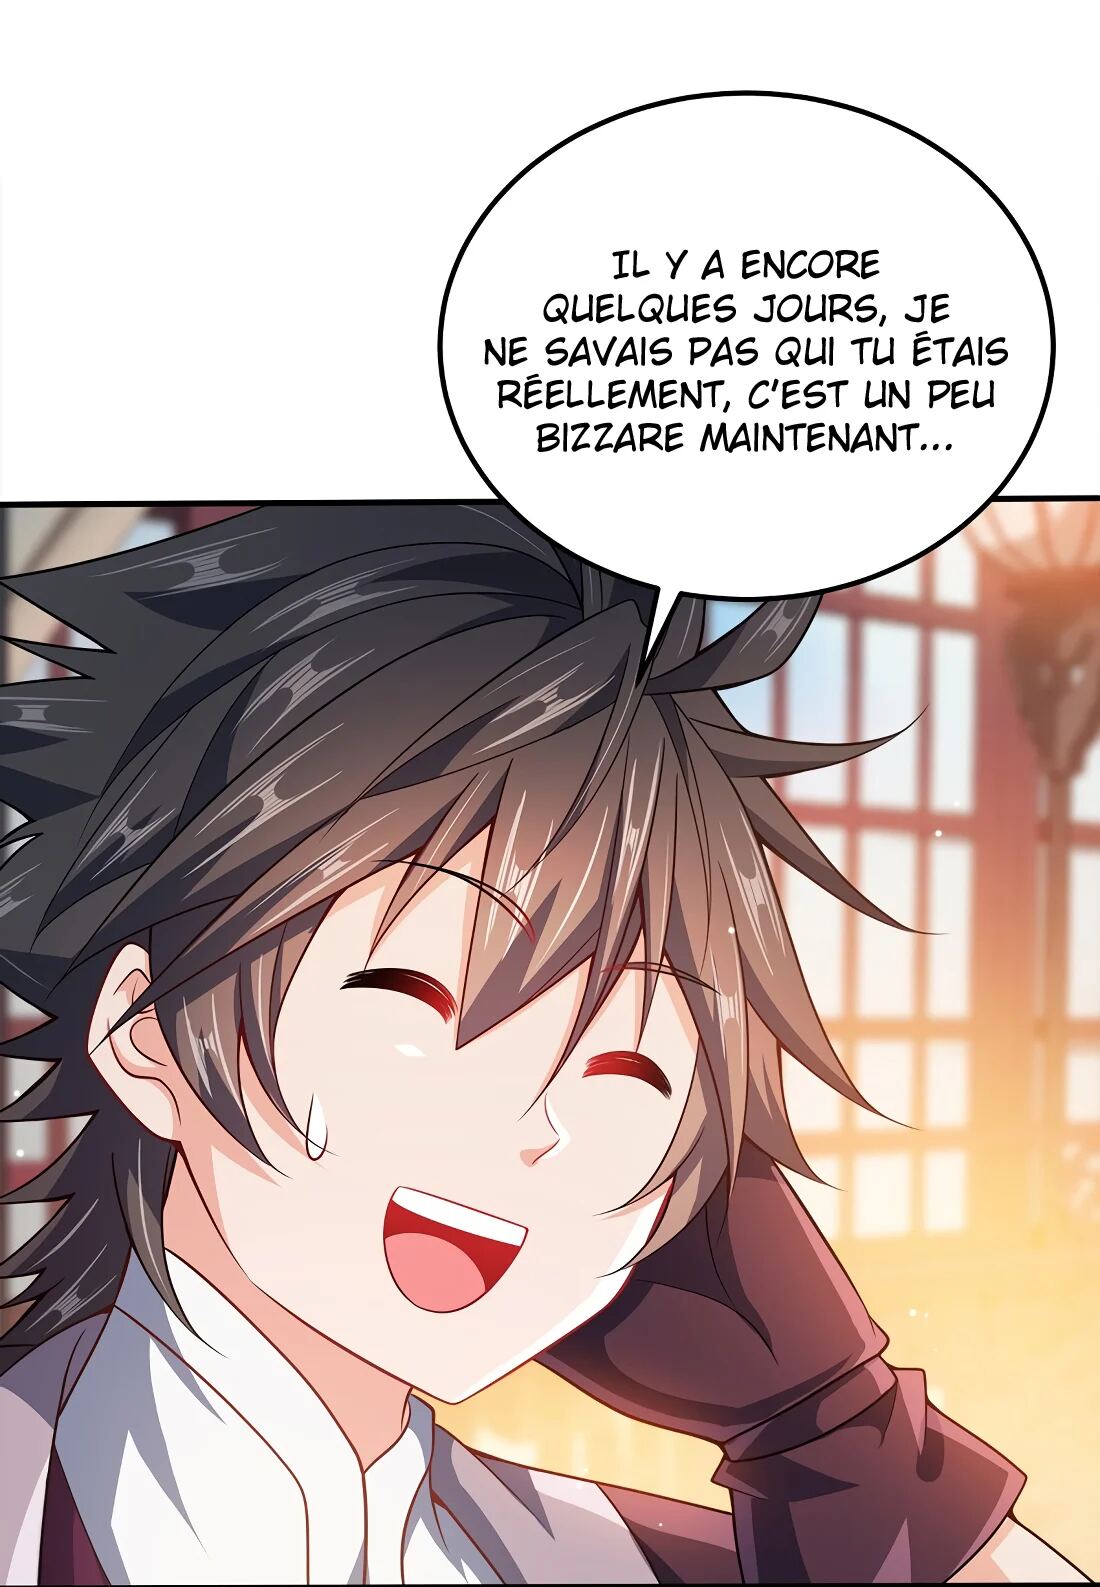 IL Y A ENCORE
QUELQUES JOURS, JE
NE SAVAIS PAS QUI TU ÉTAIS
RÉELLEMENT, C'EST UN PEU
BIZZARE MAINTENANT...